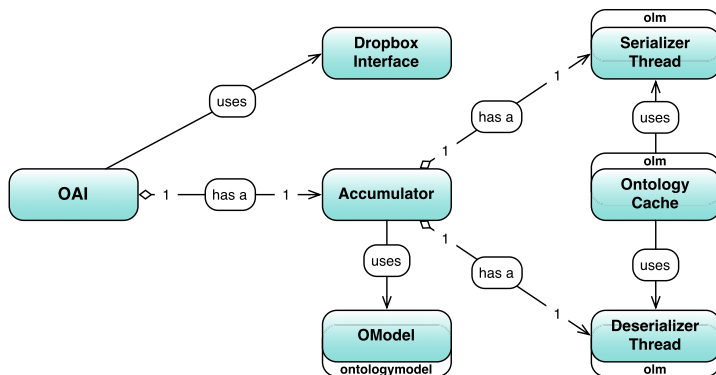 olm
Dropbox
Interface
Serializer
Thread
uses
1
has a
1
uses
olm
OAI
1
has a
1
Accumulator
Ontology
Cache
1
uses
has a
uses
1
OModel
ontologymodel
Deserializer
Thread
olm